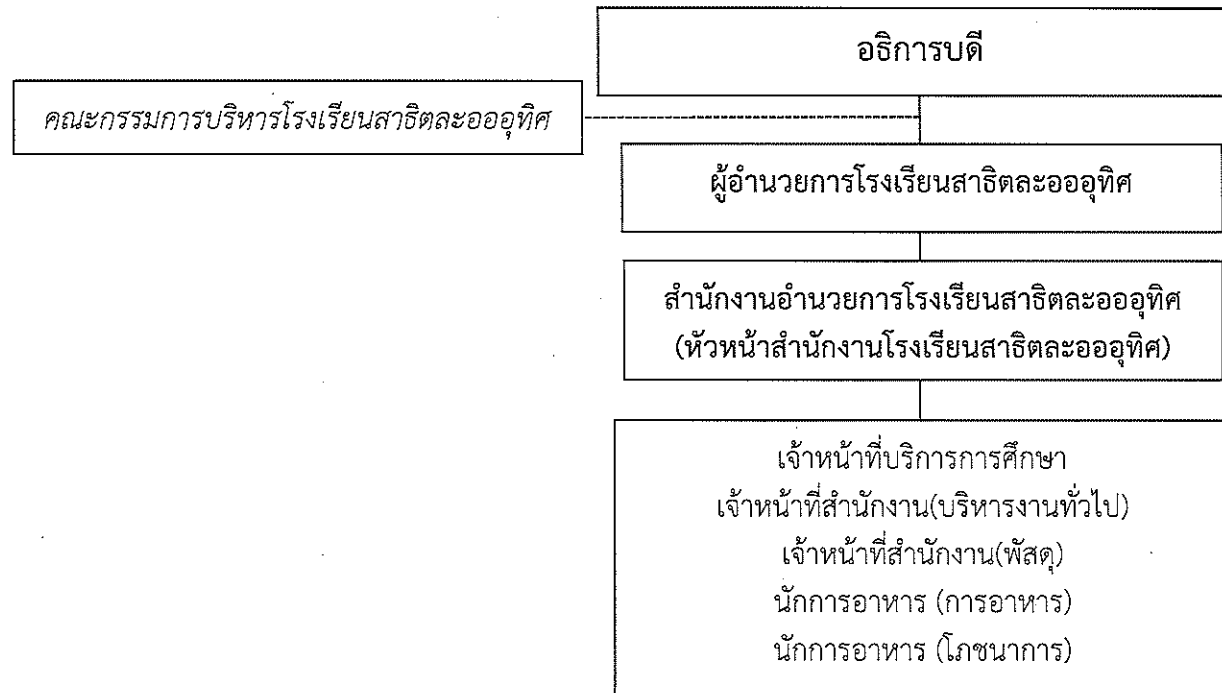 อธิการบดี
คณะกรรมการบริหารโรงเรียนสาธิตละอออุทิศ
ผู้อำนวยการโรงเรียนสาธิตละอออุทิศ
สำนักงานอำนวยการโรงเรียนสาธิตละอออุทิศ
(หัวหน้าสำนักงานโรงเรียนสาธิตละอออุทิศ)
เจ้าหน้าที่บริการการศึกษา
เจ้าหน้าที่สำนักงาน(บริหารงานทั่วไป)
เจ้าหน้าที่สำนักงาน(พัสดุ)
นักการอาหาร (การอาหาร)
นักการอาหาร (โภชนาการ)